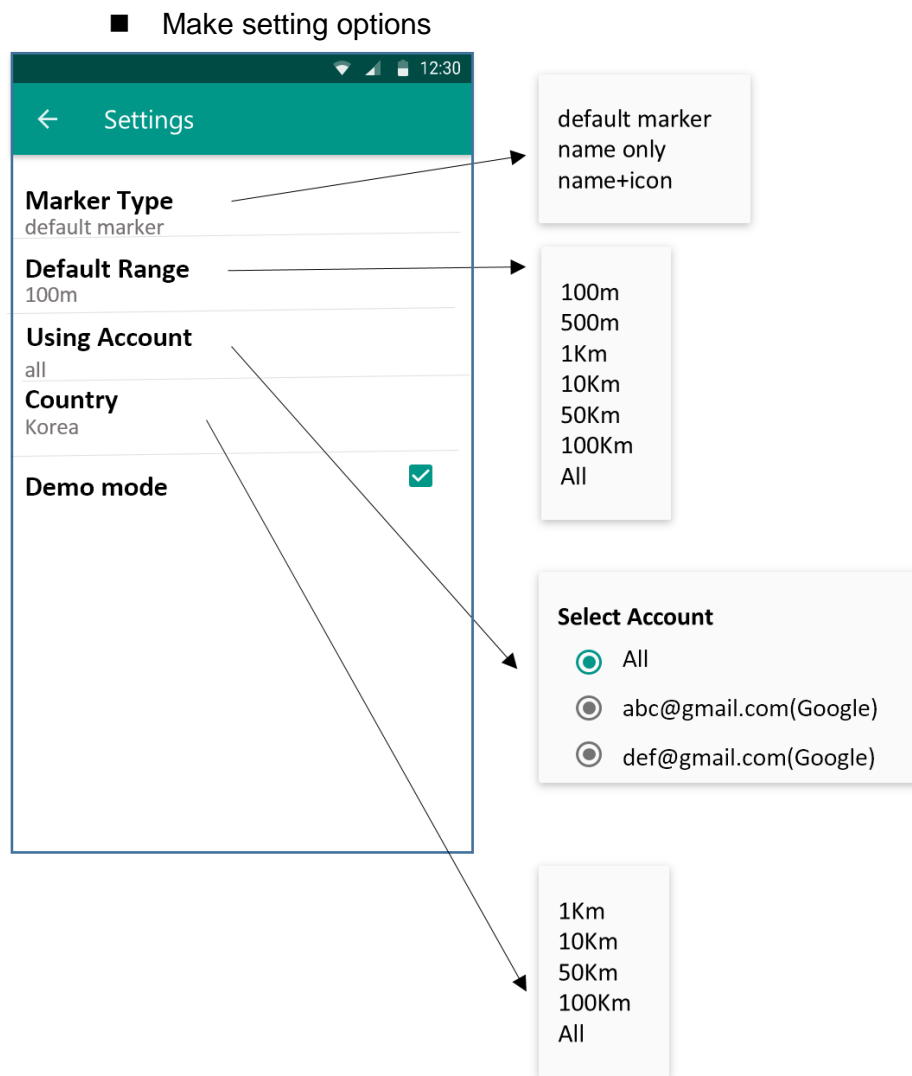 ■ Make setting options
12:30
← Settings
Marker Type
default marker
Default Range
100m
Using Account
all
Country
Korea
Demo mode
default marker
name only
name+icon
100m
500m
1Km
10Km
50Km
100Km
All
Select Account
All
abc@gmail.com(Google)
def@gmail.com(Google)
1Km
10Km
50Km
100Km
All